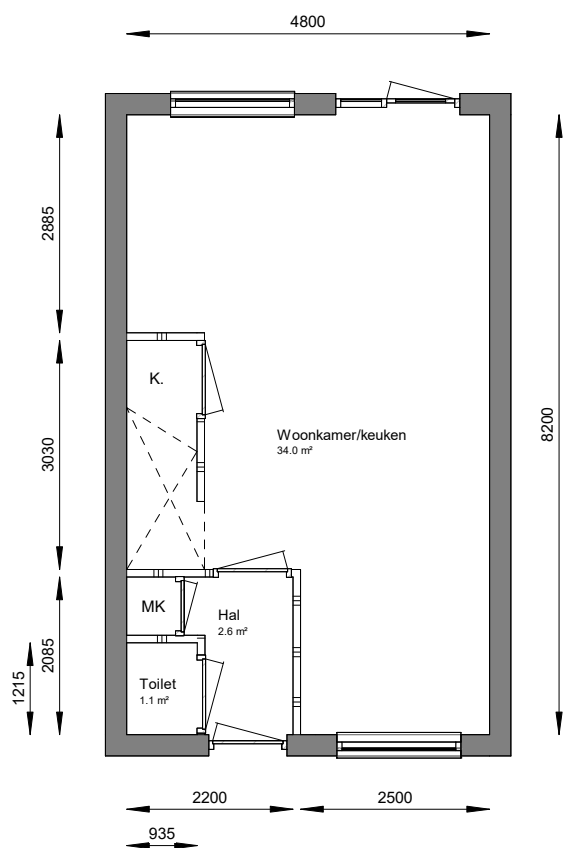 4800
2885
K.
Woonkamer/keuken
34.0 m²
3030
8200
MK
Hal
2.6 m²
2085
1215
Toilet
1.1 m²
2200
2500
935